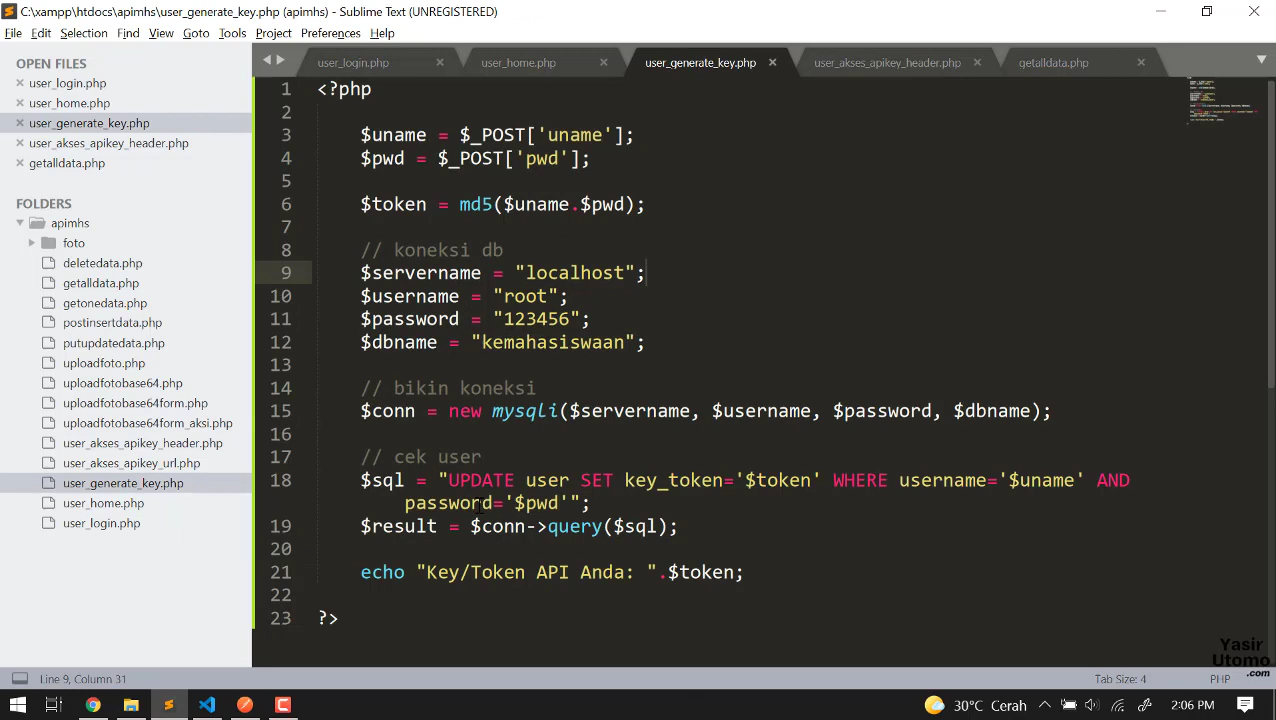 C:\xampp\htdocs\apimhs\user_generate_key.php (apimhs) - Sublime Text (UNREGISTERED)
File Edit Selection Find View Goto Tools Project Preferences Help
OPEN FILES
user_login.php
user_home.php
user_generate_key.php
user_akses_apikey_header.php
getalldata.php
FOLDERS
apimhs
foto
deletedata.php
getalldata.php
getonedata.php
postinsertdata.php
putupdatedata.php
uploadfoto.php
uploadfotobase64.php
uploadfotobase64form.php
uploadfotobase64form_aksi.php
user_akses_apikey_header.php
user_akses_apikey_url.php
user_generate_key.php
user_home.php
user_login.php
user_login.php user_home.php user_generate_key.php user_akses_apikey_header.php getalldata.php
1 <?php
2
3 $uname = $_POST['uname'];
4 $pwd = $_POST['pwd'];
5
6 $token = md5($uname.$pwd);
7
8 // koneksi db
9 $servername = "localhost";
10 $username = "root";
11 $password = "123456";
12 $dbname = "kemahasiswaan";
13
14 // bikin koneksi
15 $conn = new mysqli($servername, $username, $password, $dbname);
16
17 // cek user
18 $sql = "UPDATE user SET key_token='$token' WHERE username='$uname' AND
password='$pwd'";
19 $result = $conn->query($sql);
20
21 echo "Key/Token API Anda: ".$token;
22
23 ?>
Yasir
Utomo
.com
Line 9, Column 31 Tab Size: 4 PHP
30°C Cerah 2:06 PM